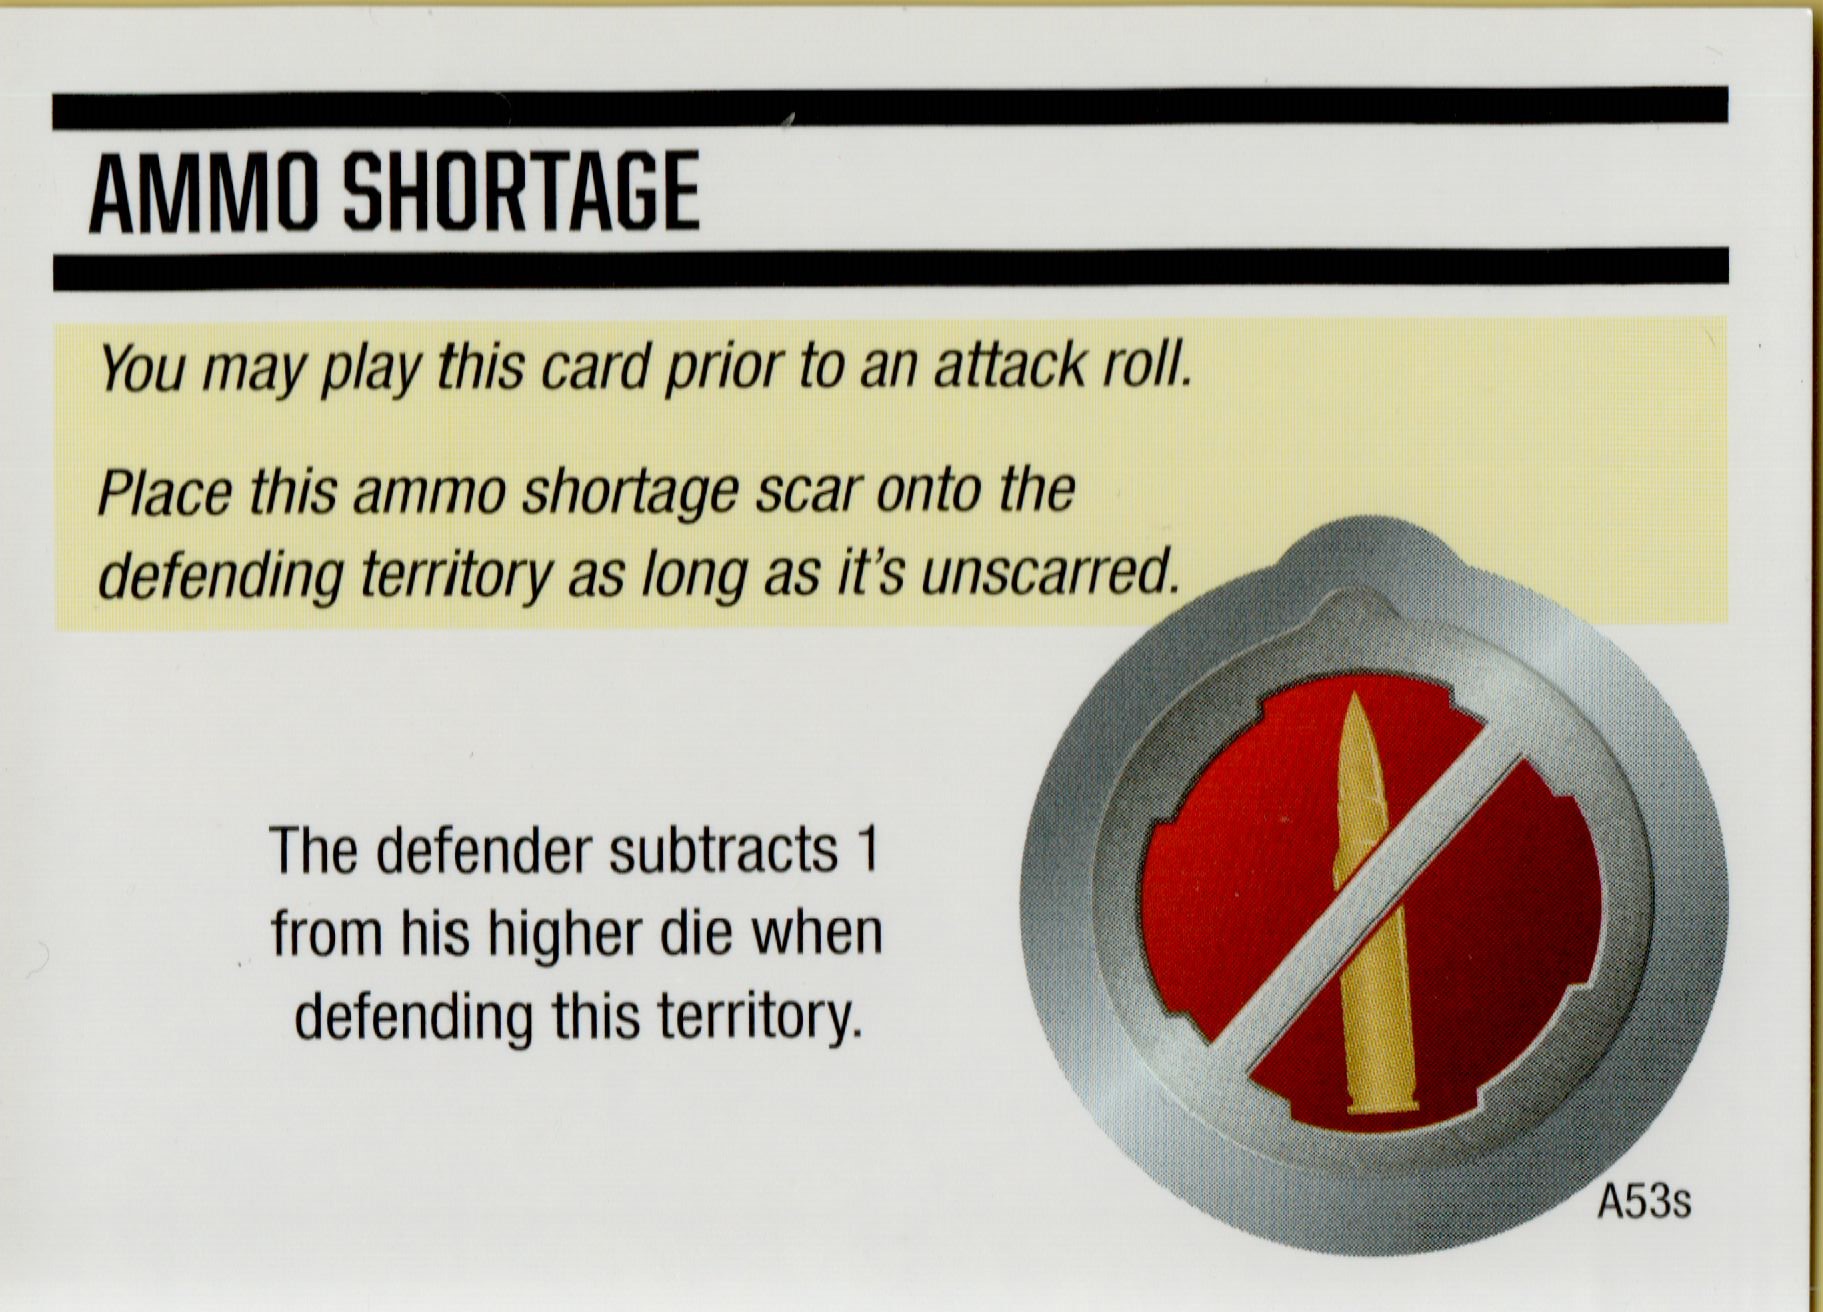 AMMO SHORTAGE
You may play this card prior to an attack roll.
Place this ammo shortage scar onto the
defending territory as long as it's unscarred.
The defender subtracts 1
from his higher die when
defending this territory.
A53s